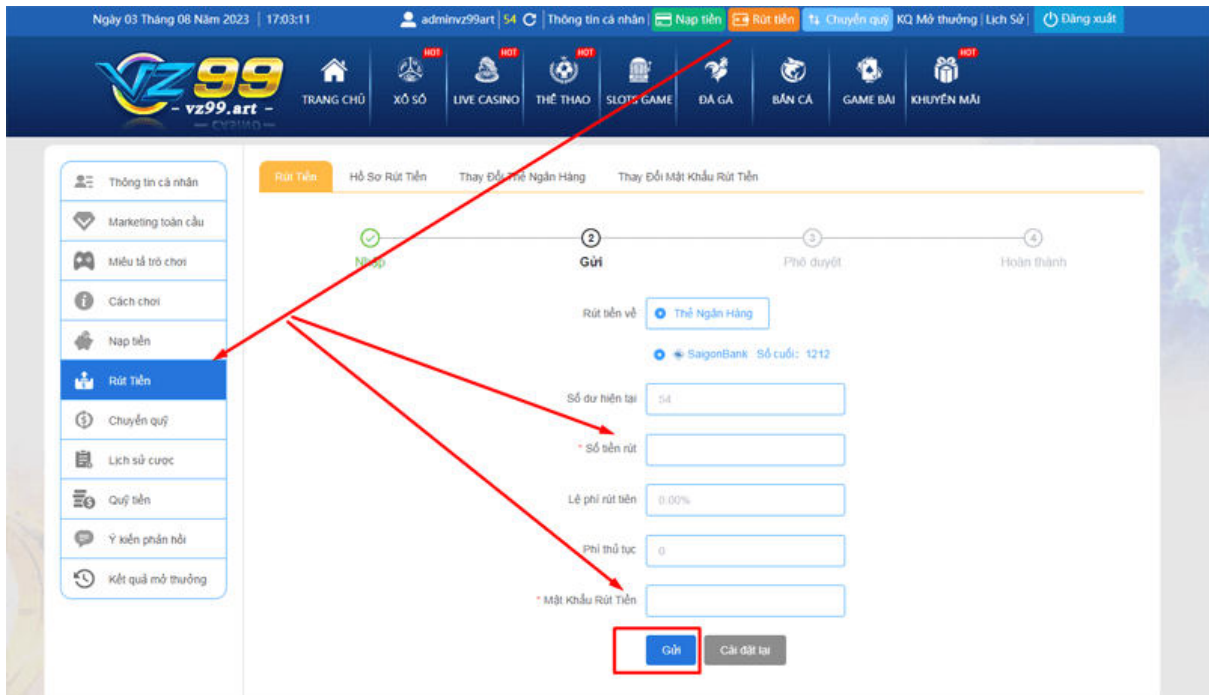 Ngày 03 Tháng 08 Năm 2023 | 17:03:11 adminvz99art | 54 Thông tin cá nhân | Nạp tiền Rút tiền Chuyển quỹ KQ Mở thưởng | Lịch Sử | Đăng xuất
HOT HOT HOT HOT
VZ99
- vz99.art -
CASINO
TRANG CHỦ XỔ SỐ LIVE CASINO THỂ THAO SLOTS GAME ĐÁ GÀ BẮN CÁ GAME BÀI KHUYẾN MÃI
Rút Tiền Hồ Sơ Rút Tiền Thay Đổi Thẻ Ngân Hàng Thay Đổi Mật Khẩu Rút Tiền
Thông tin cá nhân
Marketing toàn cầu
Miêu tả trò chơi
Cách chơi
Nạp tiền
Rút Tiền
Chuyển quỹ
Lịch sử cược
Quỹ tiền
Ý kiến phản hồi
Kết quả mở thưởng
2 3 4
Nhập Gửi Phê duyệt Hoàn thành
Rút tiền về Thẻ Ngân Hàng
SaigonBank Số cuối: 1212
Số dư hiện tại 54
* Số tiền rút
Lệ phí rút tiền 0.00%
Phí thủ tục 0
* Mật Khẩu Rút Tiền
Gửi Cài đặt lại